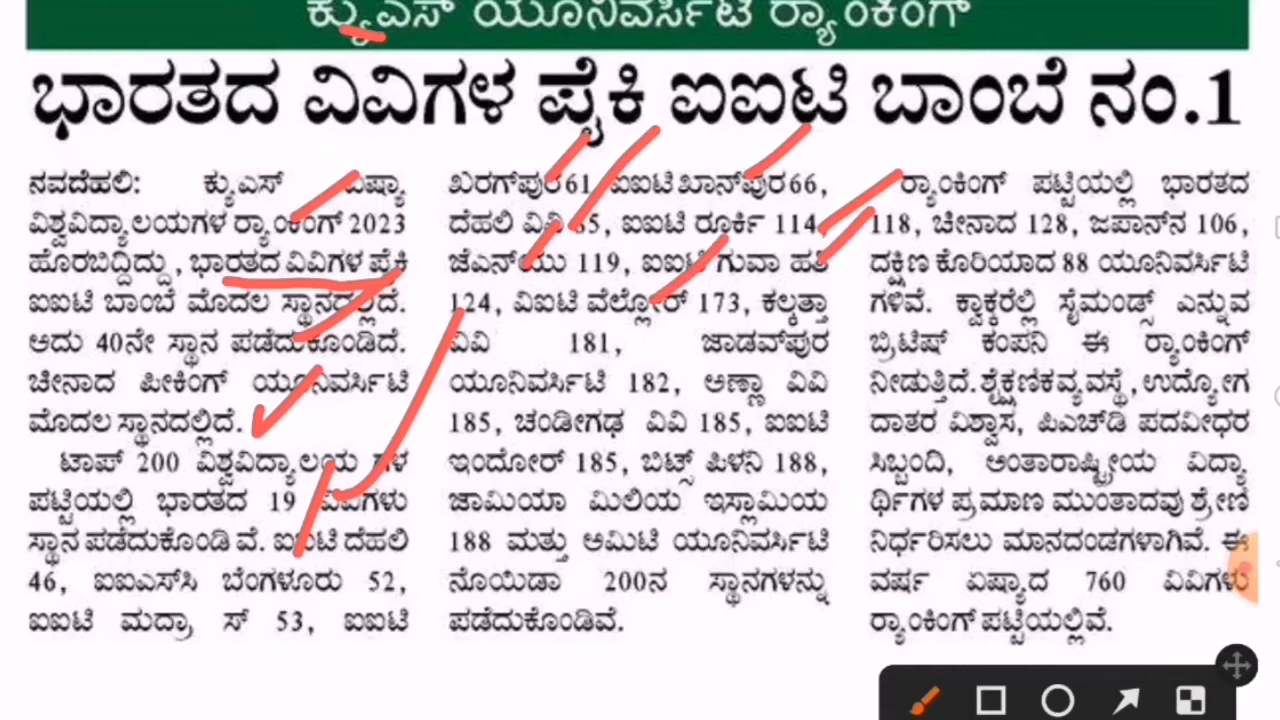 ಕ್ಯುಎಸ್ ಯೂನಿವರ್ಸಿಟಿ ರ್‍ಯಾಂಕಿಂಗ್
ಭಾರತದ ವಿವಿಗಳ ಪೈಕಿ ಐಐಟಿ ಬಾಂಬೆ ನಂ.1
ನವದೆಹಲಿ: ಕ್ಯುಎಸ್ ಏಷ್ಯಾ
ವಿಶ್ವವಿದ್ಯಾಲಯಗಳ ರ್‍ಯಾಂಕಿಂಗ್ 2023
ಹೊರಬಿದ್ದಿದ್ದು, ಭಾರತದ ವಿವಿಗಳ ಪೈಕಿ
ಐಐಟಿ ಬಾಂಬೆ ಮೊದಲ ಸ್ಥಾನದಲ್ಲಿದೆ.
ಅದು 40ನೇ ಸ್ಥಾನ ಪಡೆದುಕೊಂಡಿದೆ.
ಚೀನಾದ ಪೀಕಿಂಗ್ ಯೂನಿವರ್ಸಿಟಿ
ಮೊದಲ ಸ್ಥಾನದಲ್ಲಿದೆ.
ಟಾಪ್ 200 ವಿಶ್ವವಿದ್ಯಾಲಯ ಗಳ
ಪಟ್ಟಿಯಲ್ಲಿ ಭಾರತದ 19 ವಿವಿಗಳು
ಸ್ಥಾನ ಪಡೆದುಕೊಂಡಿ ವೆ. ಐಐಟಿ ದೆಹಲಿ
46, ಐಐಎಸ್‌ಸಿ ಬೆಂಗಳೂರು 52,
ಐಐಟಿ ಮದ್ರಾ ಸ್ 53, ಐಐಟಿ
ಖರಗ್‌ಪುರ 61, ಐಐಟಿ ಖಾನ್‌ಪುರ 66,
ದೆಹಲಿ ವಿವಿ 85, ಐಐಟಿ ರೂರ್ಕಿ 114,
ಜೆಎನ್‌ಯು 119, ಐಐಟಿ ಗುವಾ ಹತಿ
124, ವಿಐಟಿ ವೆಲ್ಲೋರ್ 173, ಕಲ್ಕತ್ತಾ
ವಿವಿ 181, ಜಾಡವ್‌ಪುರ
ಯೂನಿವರ್ಸಿಟಿ 182, ಅಣ್ಣಾ ವಿವಿ
185, ಚಂಡೀಗಢ ವಿವಿ 185, ಐಐಟಿ
ಇಂದೋರ್ 185, ಬಿಟ್ಸ್ ಪಿಳನಿ 188,
ಜಾಮಿಯಾ ಮಿಲಿಯ ಇಸ್ಲಾಮಿಯ
188 ಮತ್ತು ಅಮಿಟಿ ಯೂನಿವರ್ಸಿಟಿ
ನೊಯಿಡಾ 200ನ ಸ್ಥಾನಗಳನ್ನು
ಪಡೆದುಕೊಂಡಿವೆ.
ರ್‍ಯಾಂಕಿಂಗ್ ಪಟ್ಟಿಯಲ್ಲಿ ಭಾರತದ
118, ಚೀನಾದ 128, ಜಪಾನ್‌ನ 106,
ದಕ್ಷಿಣ ಕೊರಿಯಾದ 88 ಯೂನಿವರ್ಸಿಟಿ
ಗಳಿವೆ. ಕ್ವಾಕ್ಕರೆಲ್ಲಿ ಸೈಮಂಡ್ಸ್ ಎನ್ನುವ
ಬ್ರಿಟಿಷ್ ಕಂಪನಿ ಈ ರ್‍ಯಾಂಕಿಂಗ್
ನೀಡುತ್ತಿದೆ. ಶೈಕ್ಷಣಿಕ ವ್ಯವಸ್ಥೆ, ಉದ್ಯೋಗ
ದಾತರ ವಿಶ್ವಾಸ, ಪಿಎಚ್‌ಡಿ ಪದವೀಧರ
ಸಿಬ್ಬಂದಿ, ಅಂತಾರಾಷ್ಟ್ರೀಯ ವಿದ್ಯಾ
ರ್ಥಿಗಳ ಪ್ರಮಾಣ ಮುಂತಾದವು ಶ್ರೇಣಿ
ನಿರ್ಧರಿಸಲು ಮಾನದಂಡಗಳಾಗಿವೆ. ಈ
ವರ್ಷ ಏಷ್ಯಾದ 760 ವಿವಿಗಳು
ರ್‍ಯಾಂಕಿಂಗ್ ಪಟ್ಟಿಯಲ್ಲಿವೆ.